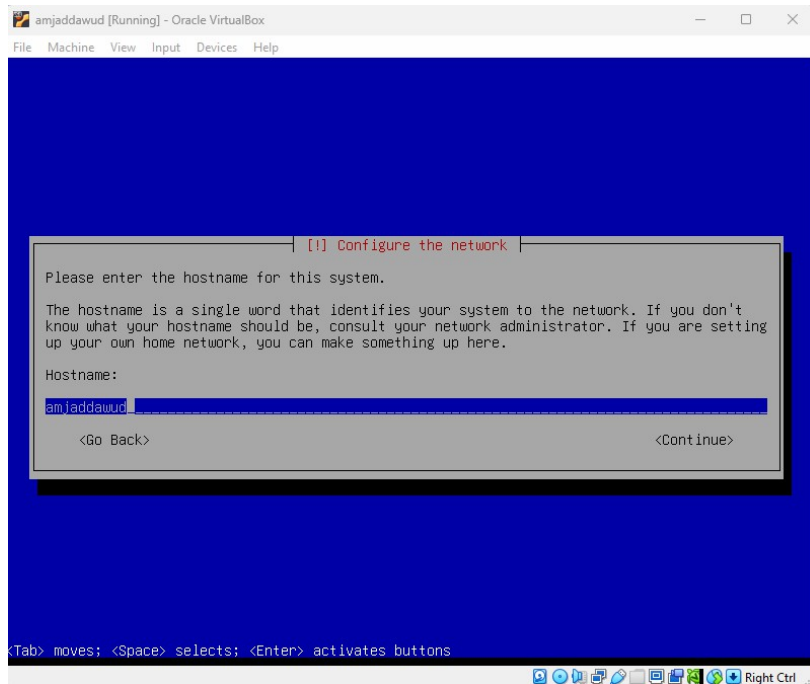 amjaddawud [Running] - Oracle VirtualBox
File Machine View Input Devices Help
[!] Configure the network
Please enter the hostname for this system.
The hostname is a single word that identifies your system to the network. If you don't
know what your hostname should be, consult your network administrator. If you are setting
up your own home network, you can make something up here.
Hostname:
amjaddawud
<Go Back> <Continue>
<Tab> moves; <Space> selects; <Enter> activates buttons
Right Ctrl